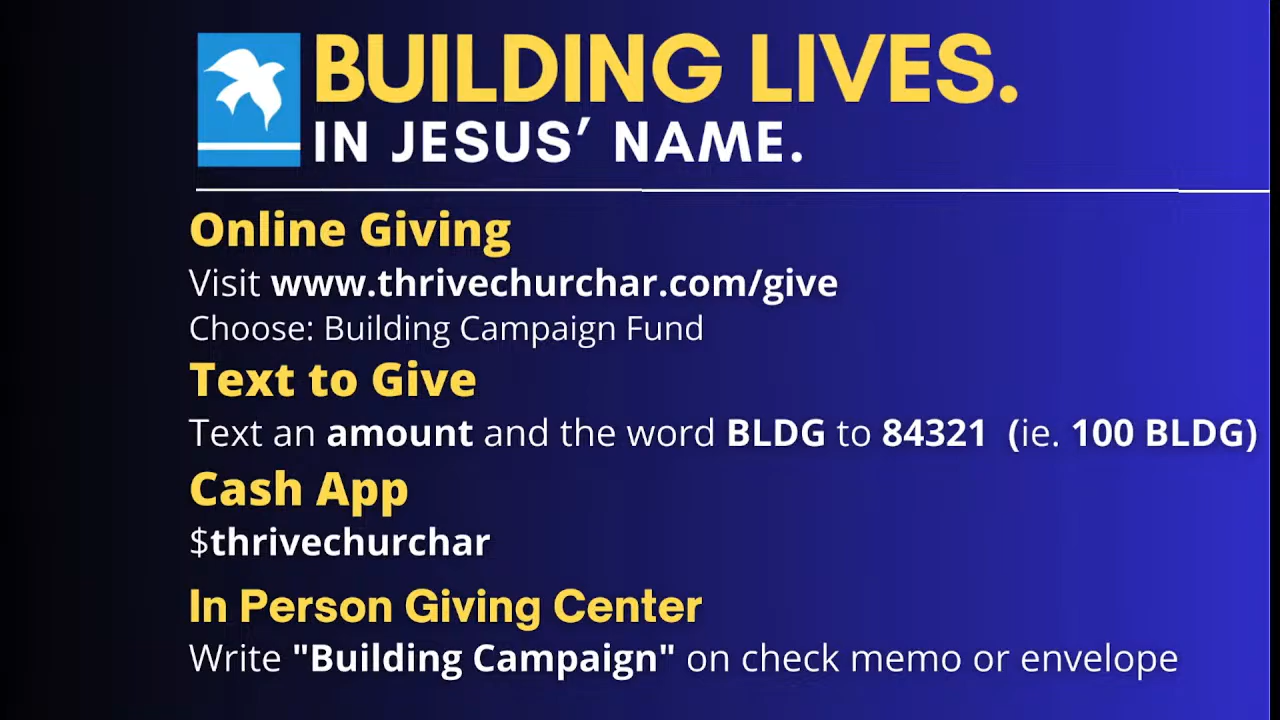 BUILDING LIVES.
IN JESUS’ NAME.
Online Giving
Visit www.thrivechurchar.com/give
Choose: Building Campaign Fund
Text to Give
Text an amount and the word BLDG to 84321 (ie. 100 BLDG)
Cash App
$thrivechurchar
In Person Giving Center
Write "Building Campaign" on check memo or envelope